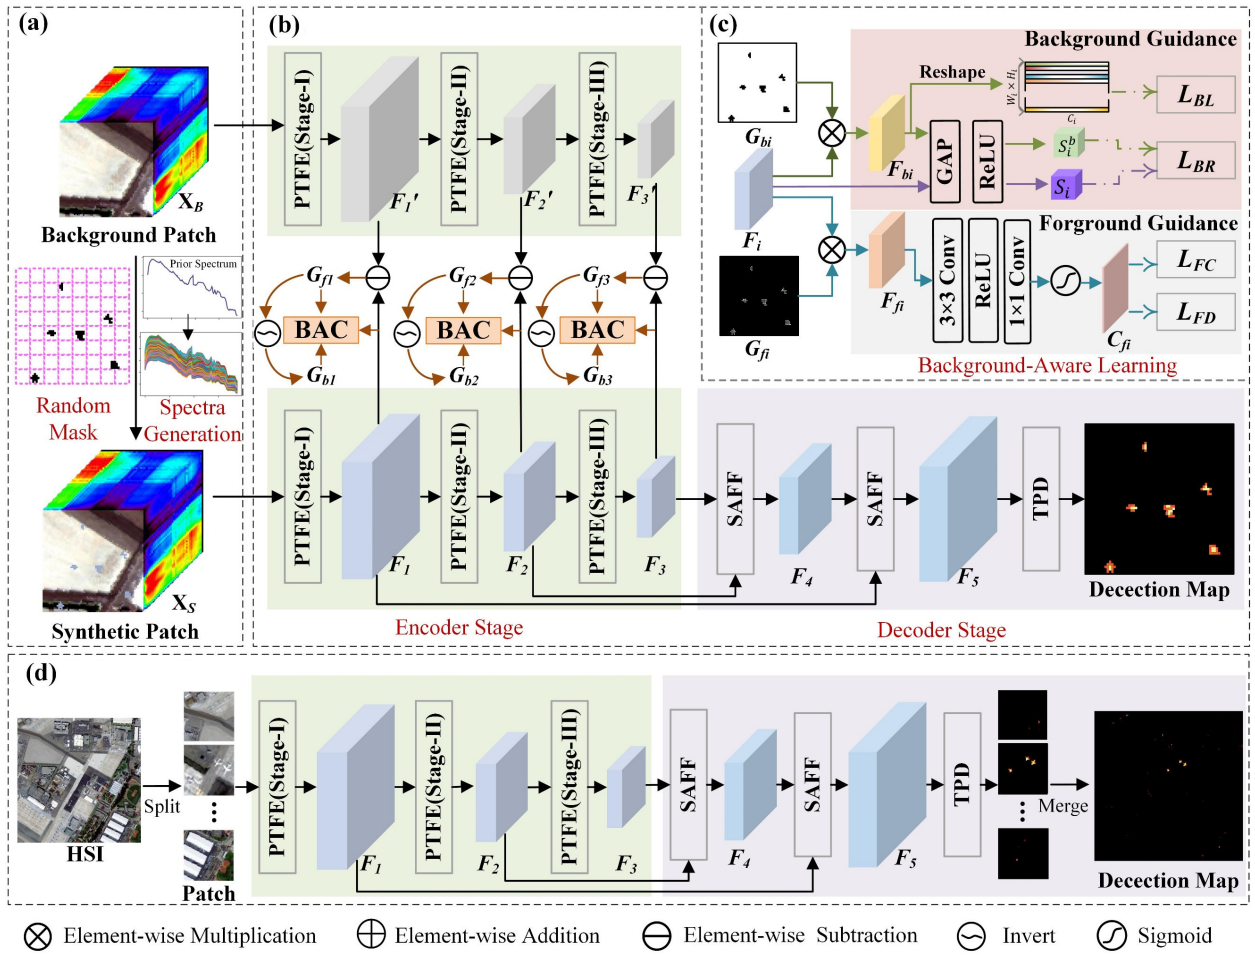 (a)
X_B
Background Patch
Prior Spectrum
Random
Mask
Spectra
Generation
X_S
Synthetic Patch
(b)
PTFE(Stage-I)
F_1'
PTFE(Stage-II)
F_2'
PTFE(Stage-III)
F_3'
G_f1
BAC
G_b1
G_f2
BAC
G_b2
G_f3
BAC
G_b3
PTFE(Stage-I)
F_1
PTFE(Stage-II)
F_2
PTFE(Stage-III)
F_3
SAFF
F_4
SAFF
F_5
TPD
Decection Map
Encoder Stage
Decoder Stage
(c)
Background Guidance
G_bi
Reshape
W_i × H_i
C_i
L_BL
F_bi
GAP
ReLU
S_i^b
S_i
L_BR
F_i
Forground Guidance
G_fi
F_fi
3×3 Conv
ReLU
1×1 Conv
C_fi
L_FC
L_FD
Background-Aware Learning
(d)
HSI
Split
Patch
PTFE(Stage-I)
F_1
PTFE(Stage-II)
F_2
PTFE(Stage-III)
F_3
SAFF
F_4
SAFF
F_5
TPD
Merge
Decection Map
Element-wise Multiplication
Element-wise Addition
Element-wise Subtraction
Invert
Sigmoid